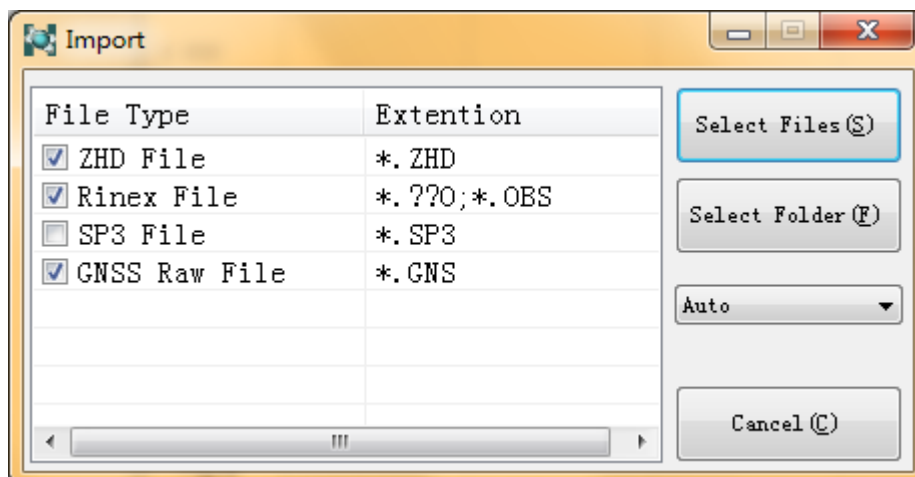 Import
File Type Extention
ZHD File *.ZHD
Rinex File *.??O;*.OBS
SP3 File *.SP3
GNSS Raw File *.GNS
Select Files(S)
Select Folder(F)
Auto
Cancel(C)